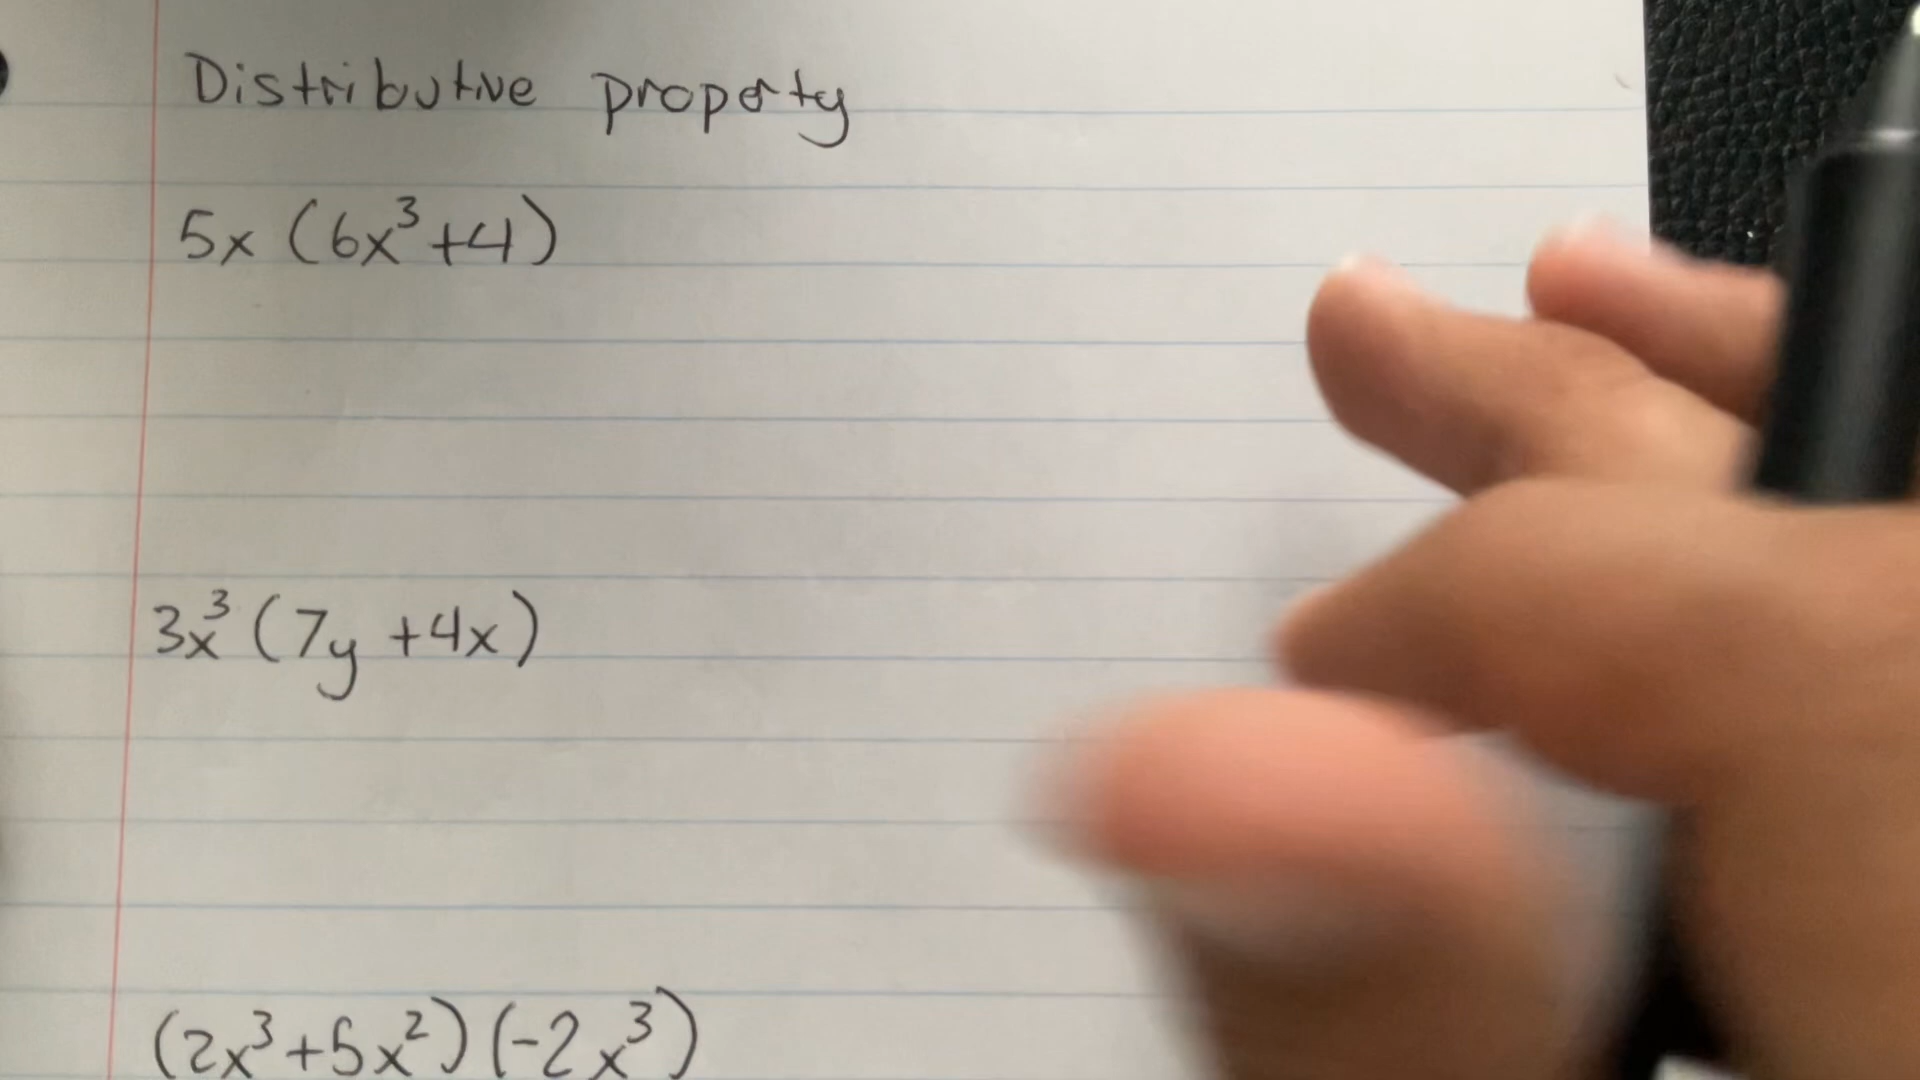 Distributive property
5x (6x³+4)
3x³ (7y +4x)
(2x³+5x²) (-2x³)